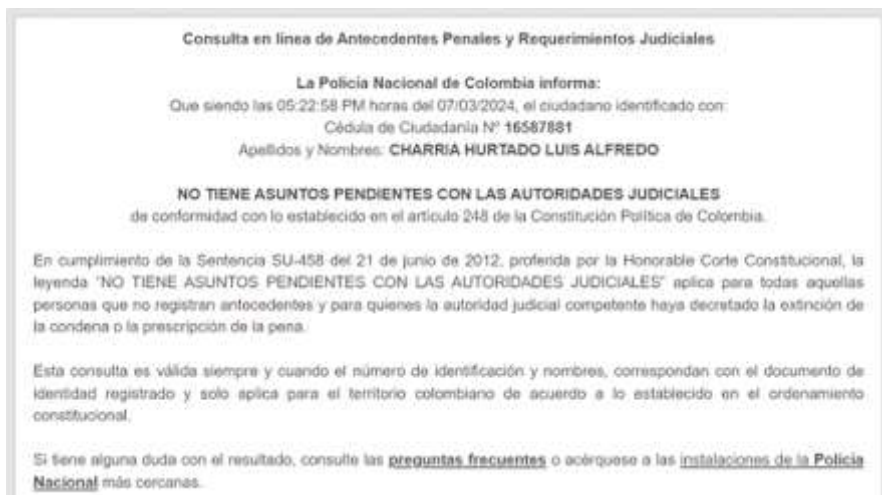 Consulta en línea de Antecedentes Penales y Requerimientos Judiciales
La Policía Nacional de Colombia informa:
Que siendo las 05:22:58 PM horas del 07/03/2024, el ciudadano identificado con:
Cédula de Ciudadanía Nº 16587881
Apellidos y Nombres: CHARRIA HURTADO LUIS ALFREDO
NO TIENE ASUNTOS PENDIENTES CON LAS AUTORIDADES JUDICIALES
de conformidad con lo establecido en el artículo 248 de la Constitución Política de Colombia.
En cumplimiento de la Sentencia SU-458 del 21 de junio de 2012, proferida por la Honorable Corte Constitucional, la
leyenda "NO TIENE ASUNTOS PENDIENTES CON LAS AUTORIDADES JUDICIALES" aplica para todas aquellas
personas que no registran antecedentes y para quienes la autoridad judicial competente haya decretado la extinción de
la condena o la prescripción de la pena.
Esta consulta es válida siempre y cuando el número de identificación y nombres, correspondan con el documento de
identidad registrado y solo aplica para el territorio colombiano de acuerdo a lo establecido en el ordenamiento
constitucional.
Si tiene alguna duda con el resultado, consulte las preguntas frecuentes o acérquese a las instalaciones de la Policía
Nacional más cercanas.